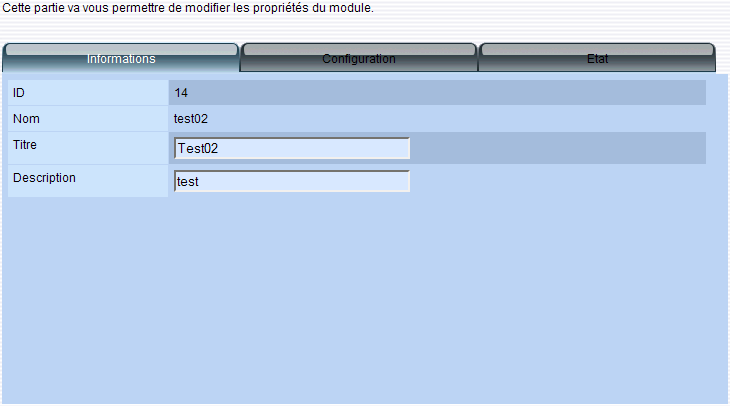 Cette partie va vous permettre de modifier les propriétés du module.
Informations Configuration Etat
ID 14
Nom test02
Titre Test02
Description test